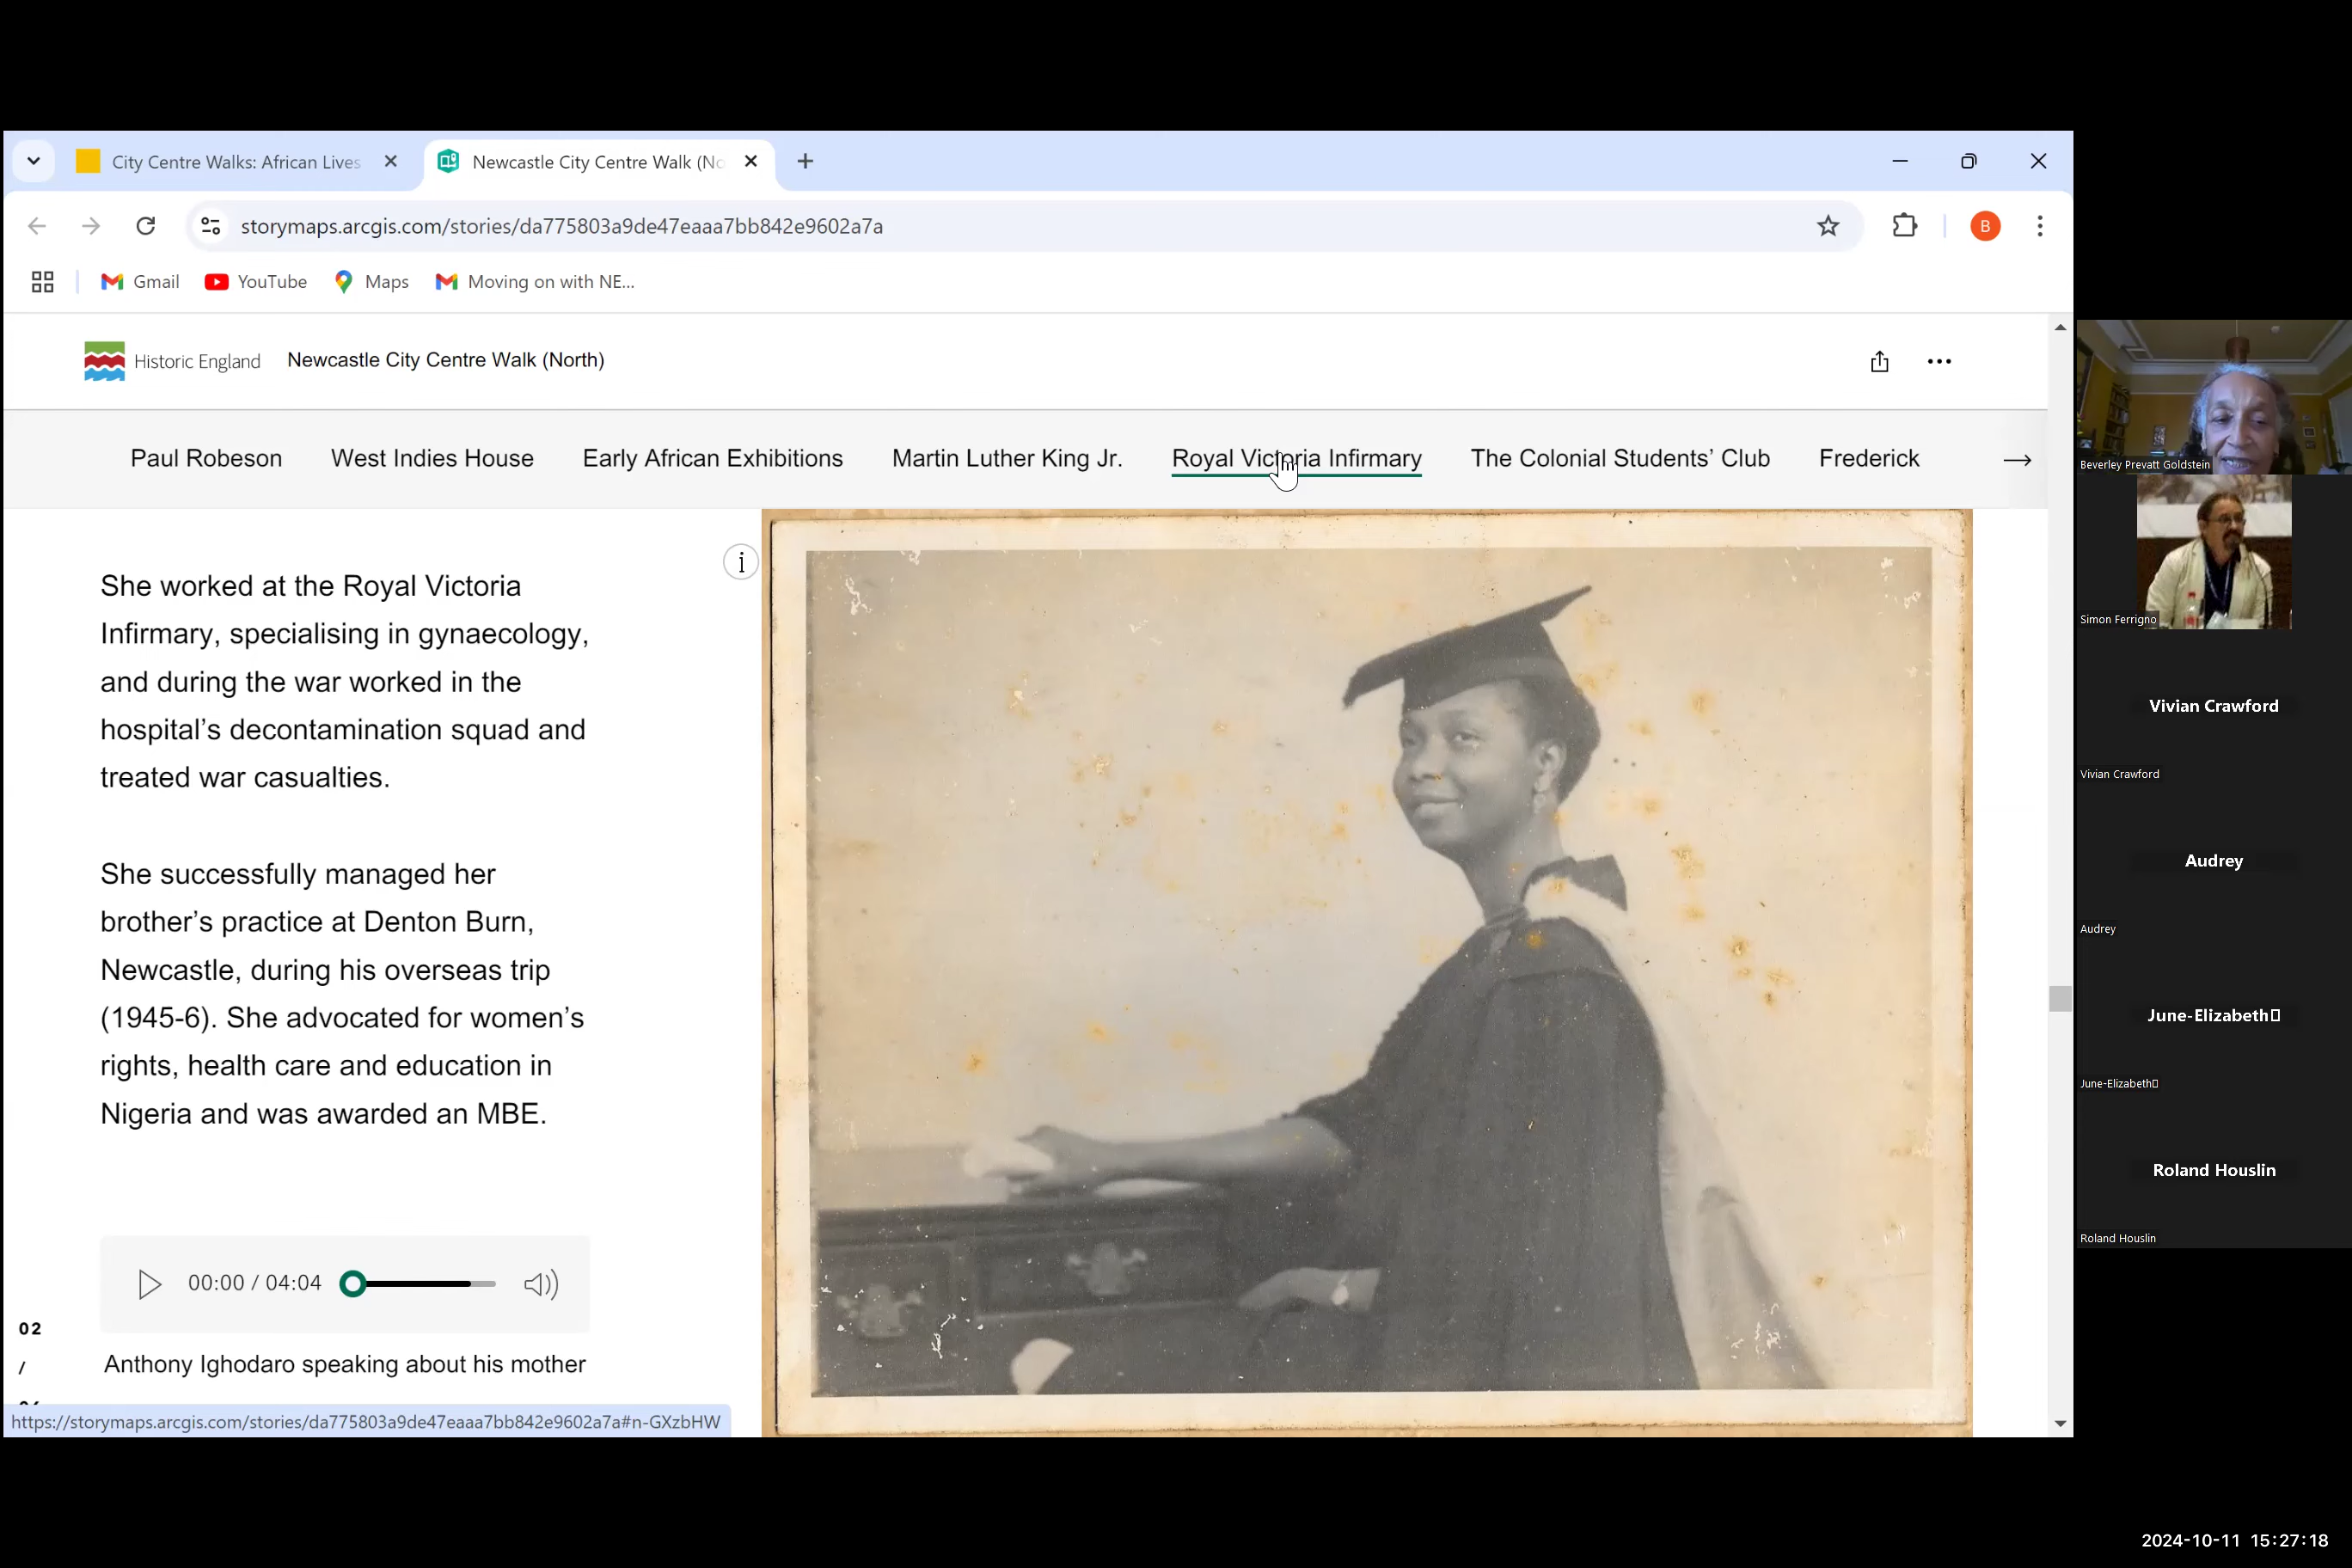 City Centre Walks: African Lives
Newcastle City Centre Walk (No
storymaps.arcgis.com/stories/da775803a9de47eaaa7bb842e9602a7a
B
Gmail
YouTube
Maps
Moving on with NE...
Historic England
Newcastle City Centre Walk (North)
Paul Robeson
West Indies House
Early African Exhibitions
Martin Luther King Jr.
Royal Victoria Infirmary
The Colonial Students’ Club
Frederick
She worked at the Royal Victoria
Infirmary, specialising in gynaecology,
and during the war worked in the
hospital’s decontamination squad and
treated war casualties.
She successfully managed her
brother’s practice at Denton Burn,
Newcastle, during his overseas trip
(1945-6). She advocated for women’s
rights, health care and education in
Nigeria and was awarded an MBE.
00:00 / 04:04
02
/
Anthony Ighodaro speaking about his mother
https://storymaps.arcgis.com/stories/da775803a9de47eaaa7bb842e9602a7a#n-GXzbHW
i
Beverley Prevatt Goldstein
Simon Ferrigno
Vivian Crawford
Vivian Crawford
Audrey
Audrey
June-Elizabeth
June-Elizabeth
Roland Houslin
Roland Houslin
2024-10-11 15:27:18